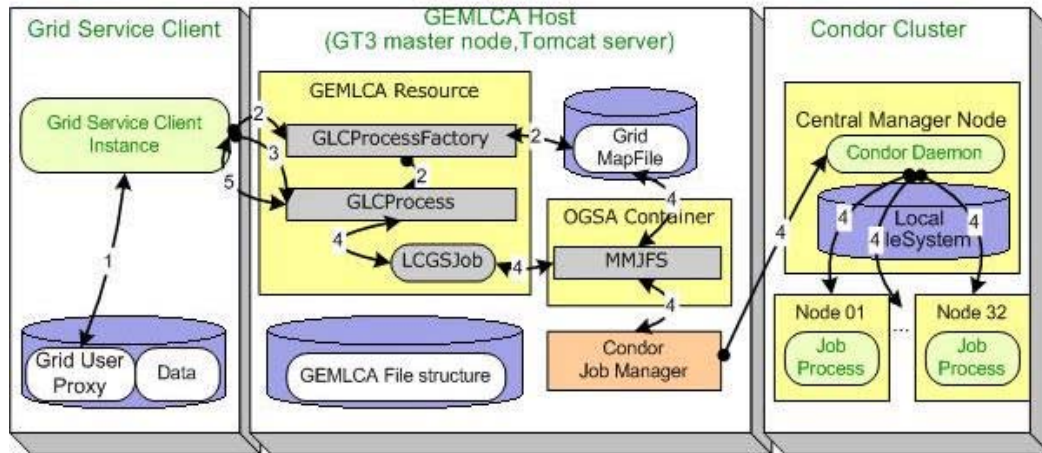 Grid Service Client
Grid Service Client
Instance
1
Grid User
Proxy
Data
2
3
5
GEMLCA Host
(GT3 master node,Tomcat server)
GEMLCA Resource
GLCProcessFactory
2
GLCProcess
4
LCGSJob
2
Grid
MapFile
4
OGSA Container
4
MMJFS
4
Condor
Job Manager
GEMLCA File structure
4
Condor Cluster
Central Manager Node
Condor Daemon
Local
ileSystem
4
4
4
Node 01
Job
Process
...
Node 32
Job
Process